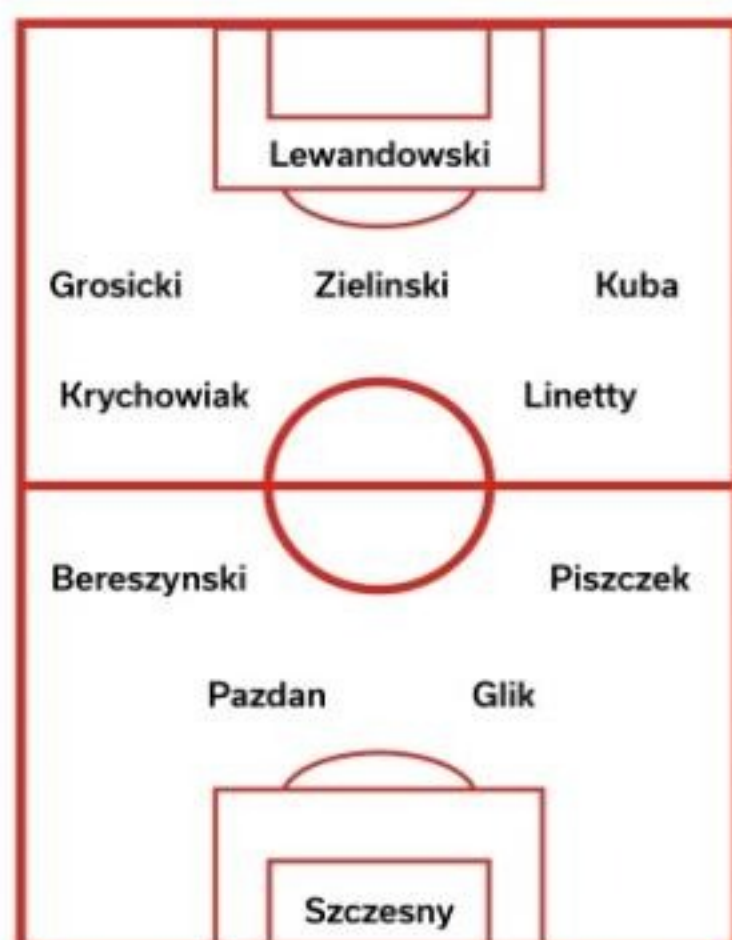 Lewandowski
Grosicki Zielinski Kuba
Krychowiak Linetty
Bereszynski Piszczek
Pazdan Glik
Szczesny